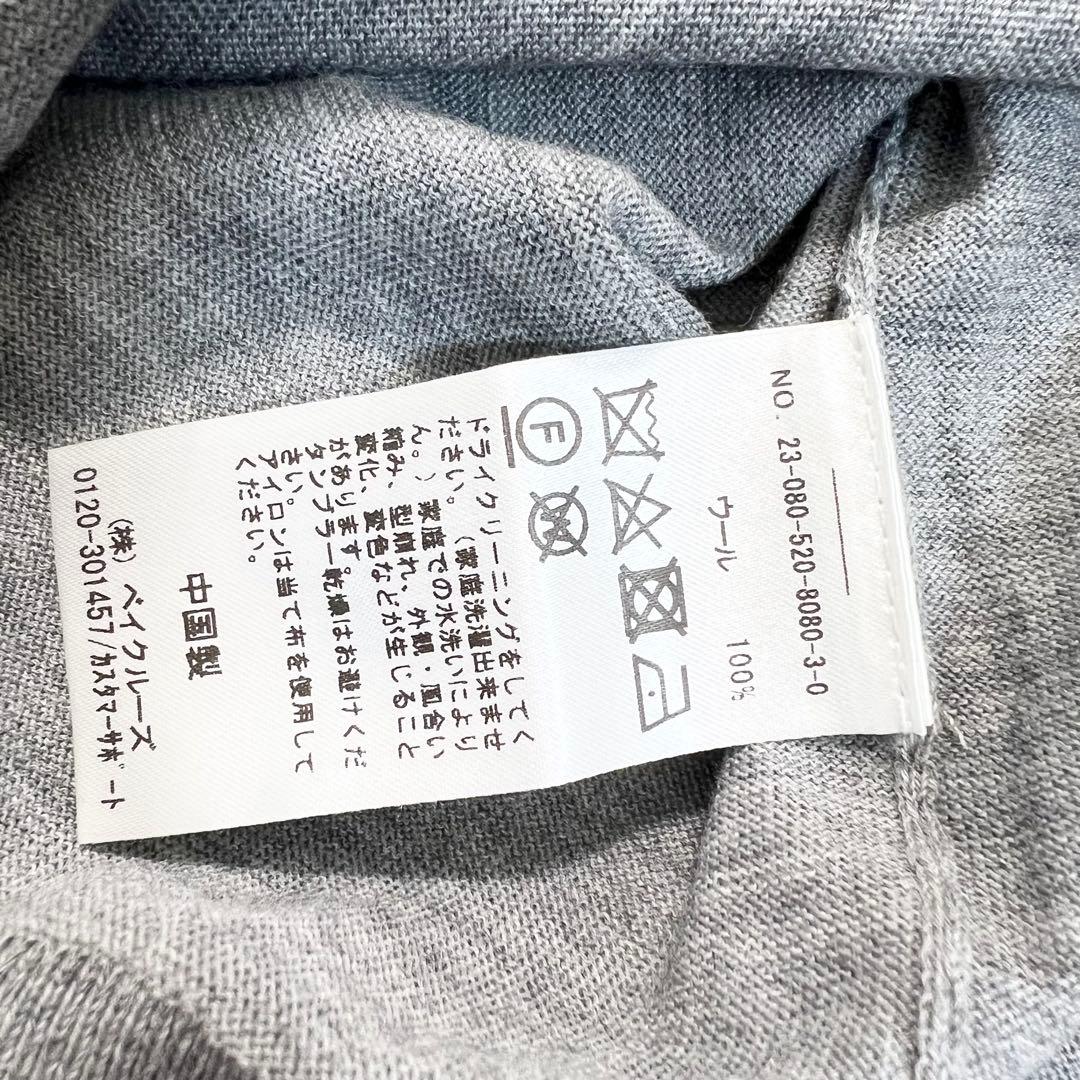 NO. 23-080-520-8080-3-0
ウール 100%
F
W
ドライクリーニングをしてく
ださい。(家庭洗濯出来ませ
ん。) 家庭での水洗いにより
縮み、型崩れ、外観・風合い
変化、変色などが生じること
があります。
タンブラー乾燥はお避けくだ
さい。
アイロンは当て布を使用して
ください。
中国製
(株) ベイクルーズ
0120-301457/カスタマーサポート